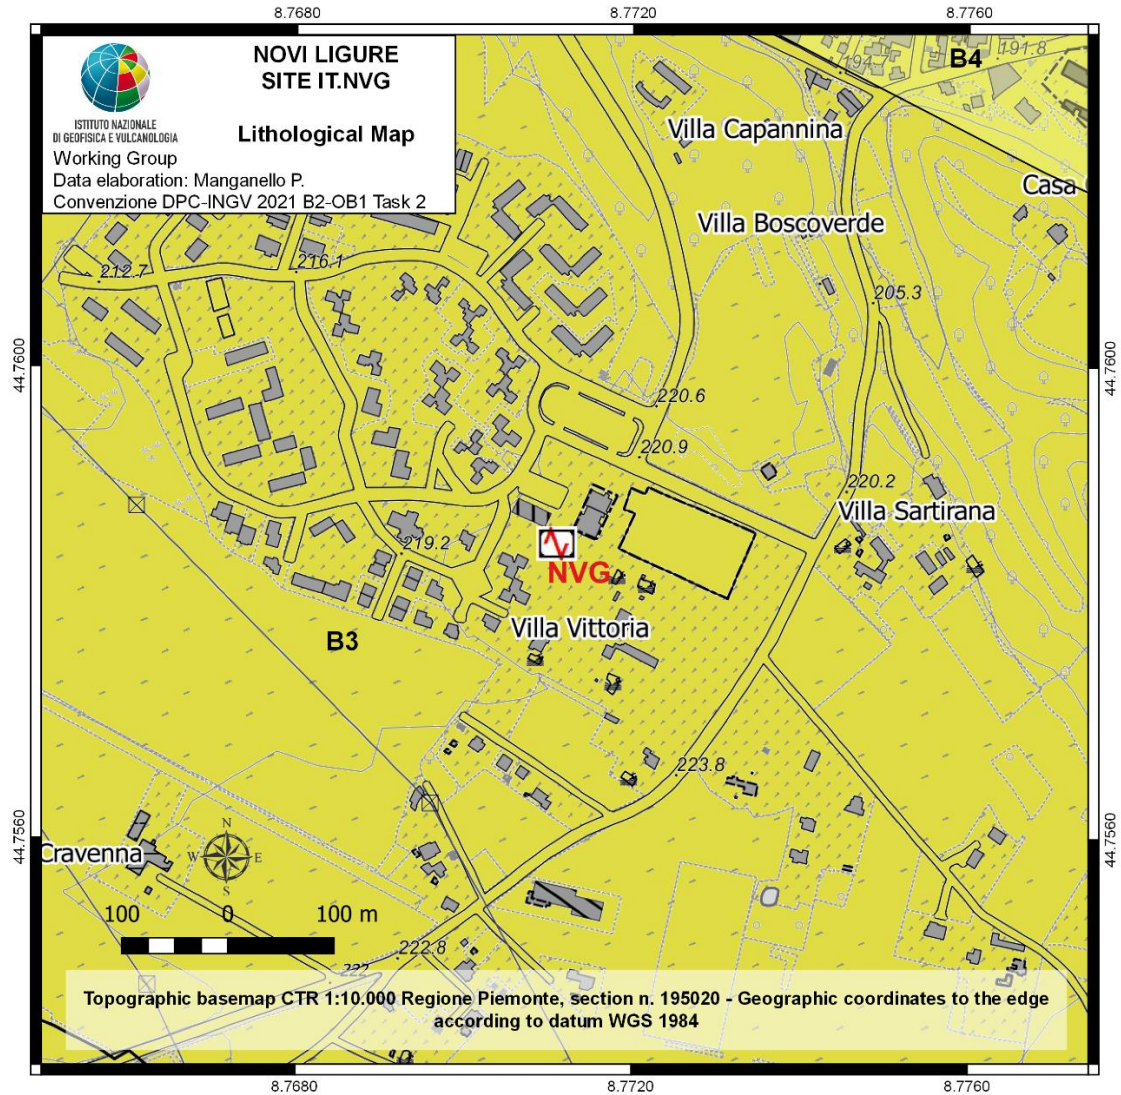 8.7680 8.7720 8.7760
NOVI LIGURE
SITE IT.NVG
ISTITUTO NAZIONALE
DI GEOFISICA E VULCANOLOGIA
Lithological Map
Working Group
Data elaboration: Manganello P.
Convenzione DPC-INGV 2021 B2-OB1 Task 2
191.8
B4
194
Villa Capannina
Casa
Villa Boscoverde
216.1
212.7
205.3
44.7600
44.7600
220.6
220.9
220.2
Villa Sartirana
219.2
NVG
Villa Vittoria
B3
223.8
44.7560
44.7560
N
W E
S
Cravenna
100 0 100 m
222.8
222
Topographic basemap CTR 1:10.000 Regione Piemonte, section n. 195020 - Geographic coordinates to the edge
according to datum WGS 1984
8.7680 8.7720 8.7760